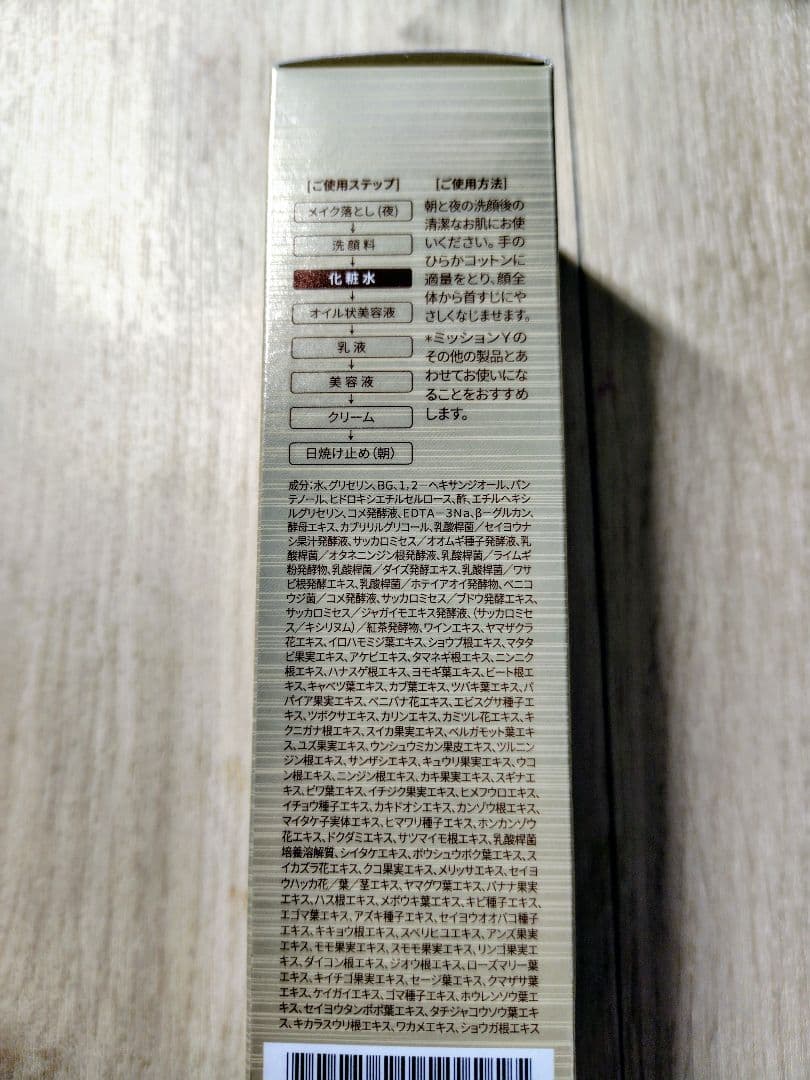 [ご使用ステップ]
メイク落とし(夜)
↓
洗顔料
↓
化粧水
↓
オイル状美容液
↓
乳液
↓
美容液
↓
クリーム
↓
日焼け止め(朝)
[ご使用方法]
朝と夜の洗顔後の
清潔なお肌にお使
いください。手の
ひらかコットンに
適量をとり、顔全
体から首すじにや
さしくなじませます。
*ミッションYの
その他の製品とあ
わせてお使いにな
ることをおすすめ
します。
成分:水、グリセリン、BG、1,2-ヘキサンジオール、パン
テノール、ヒドロキシエチルセルロース、酢、エチルヘキシ
ルグリセリン、コメ発酵液、EDTA-3Na、β-グルカン、
酵母エキス、カプリリルグリコール、乳酸桿菌/セイヨウナ
シ果汁発酵液、サッカロミセス/オオムギ種子発酵液、乳
酸桿菌/オタネニンジン根発酵液、乳酸桿菌/ライムギ
粉発酵物、乳酸桿菌/ダイズ発酵エキス、乳酸桿菌/ワサ
ビ根発酵エキス、乳酸桿菌/ホテイアオイ発酵物、ベニコ
ウジ菌/コメ発酵液、サッカロミセス/ブドウ発酵エキス、
サッカロミセス/ジャガイモエキス発酵液、(サッカロミセ
ス/キシリヌム)/紅茶発酵物、ワインエキス、ヤマザクラ
花エキス、イロハモミジ葉エキス、ショウブ根エキス、マタタ
ビ果実エキス、アケビエキス、タマネギ根エキス、ニンニク
根エキス、ハナスゲ根エキス、ヨモギ葉エキス、ビート根エ
キス、キャベツ葉エキス、カブ葉エキス、ツバキ葉エキス、パ
パイア果実エキス、ベニバナ花エキス、エビスグサ種子エ
キス、ツボクサエキス、カリンエキス、カミツレ花エキス、キ
クニガナ根エキス、スイカ果実エキス、ベルガモット葉エキ
ス、ユズ果実エキス、ウンシュウミカン果皮エキス、ツルニン
ジン根エキス、サンザシエキス、キュウリ果実エキス、ウコ
ン根エキス、ニンジン根エキス、カキ果実エキス、スギナエ
キス、ビワ葉エキス、イチジク果実エキス、ヒメフウロエキス、
イチョウ種子エキス、カキドオシエキス、カンゾウ根エキス、
マイタケ子実体エキス、ヒマワリ種子エキス、ホンカンゾウ
花エキス、ドクダミエキス、サツマイモ根エキス、乳酸桿菌
培養溶解質、シイタケエキス、ボウシュウボク葉エキス、ス
イカズラ花エキス、クコ果実エキス、メリッサエキス、セイヨ
ウハッカ花/葉/茎エキス、ヤマグワ葉エキス、バナナ果実
エキス、ハス根エキス、メボウキ葉エキス、キビ種子エキス、
エゴマ葉エキス、アズキ種子エキス、セイヨウオオバコ種子
エキス、キキョウ根エキス、スベリヒユエキス、アンズ果実
エキス、モモ果実エキス、スモモ果実エキス、リンゴ果実エ
キス、ダイコン根エキス、ジオウ根エキス、ローズマリー葉
エキス、キイチゴ果実エキス、セージ葉エキス、クマザサ葉
エキス、ケイガイエキス、ゴマ種子エキス、ホウレンソウ葉エ
キス、セイヨウタンポポ葉エキス、タチジャコウソウ葉エキ
ス、キカラスウリ根エキス、ワカメエキス、ショウガ根エキス